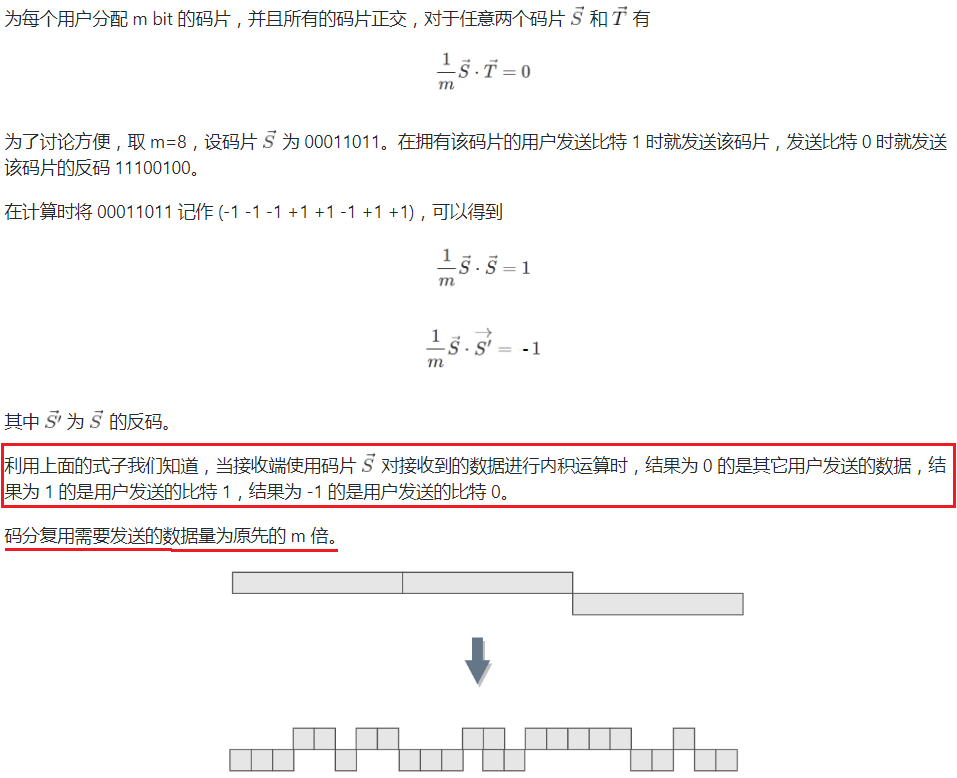 为每个用户分配 m bit 的码片，并且所有的码片正交，对于任意两个码片 $\vec{S}$ 和 $\vec{T}$ 有
$\frac{1}{m}\vec{S}\cdot\vec{T}=0$
为了讨论方便，取 m=8，设码片 $\vec{S}$ 为 00011011。在拥有该码片的用户发送比特 1 时就发送该码片，发送比特 0 时就发送
该码片的反码 11100100。
在计算时将 00011011 记作 (-1 -1 -1 +1 +1 -1 +1 +1)，可以得到
$\frac{1}{m}\vec{S}\cdot\vec{S}=1$
$\frac{1}{m}\vec{S}\cdot\overrightarrow{S'}=-1$
其中 $\vec{S'}$ 为 $\vec{S}$ 的反码。
利用上面的式子我们知道，当接收端使用码片 $\vec{S}$ 对接收到的数据进行内积运算时，结果为 0 的是其它用户发送的数据，结
果为 1 的是用户发送的比特 1，结果为 -1 的是用户发送的比特 0。
码分复用需要发送的数据量为原先的 m 倍。